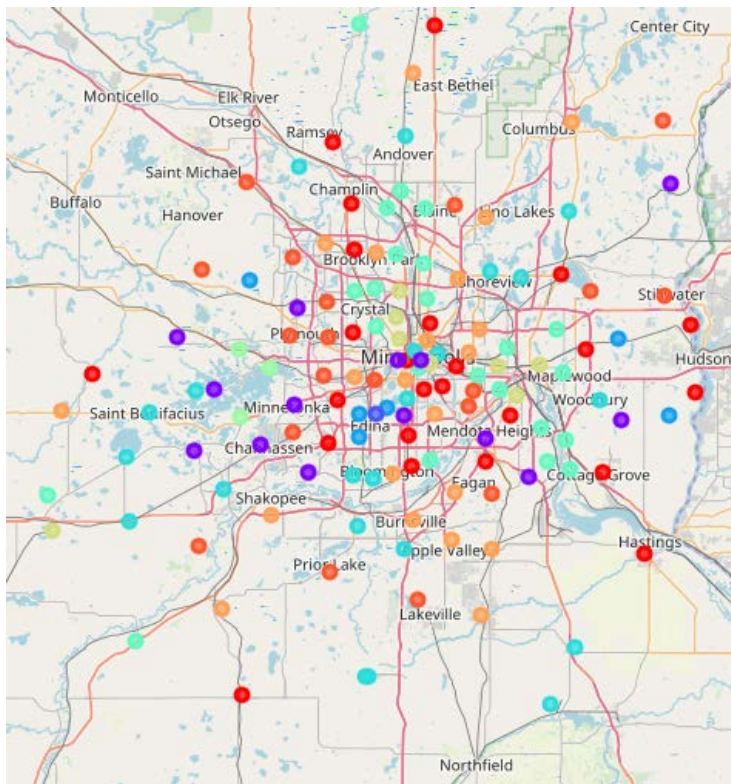 Center City
East Bethel
Monticello
Elk River
Otsego
Ramsey
Columbus
Andover
Saint Michael
Champlin
Buffalo
Hanover
Blaine
Lino Lakes
Brooklyn Park
Shoreview
Stillwater
Crystal
Plymouth
Minneapolis
Hudson
Maplewood
Minnetonka
Woodbury
Saint Bonifacius
Edina
Mendota Heights
Chanhassen
Bloomington
Eagan
Cottage Grove
Shakopee
Burnsville
Hastings
Apple Valley
Prior Lake
Lakeville
Northfield